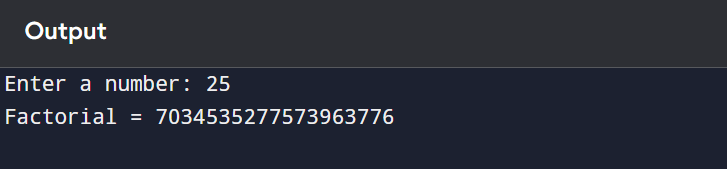 Output
Enter a number: 25
Factorial = 7034535277573963776